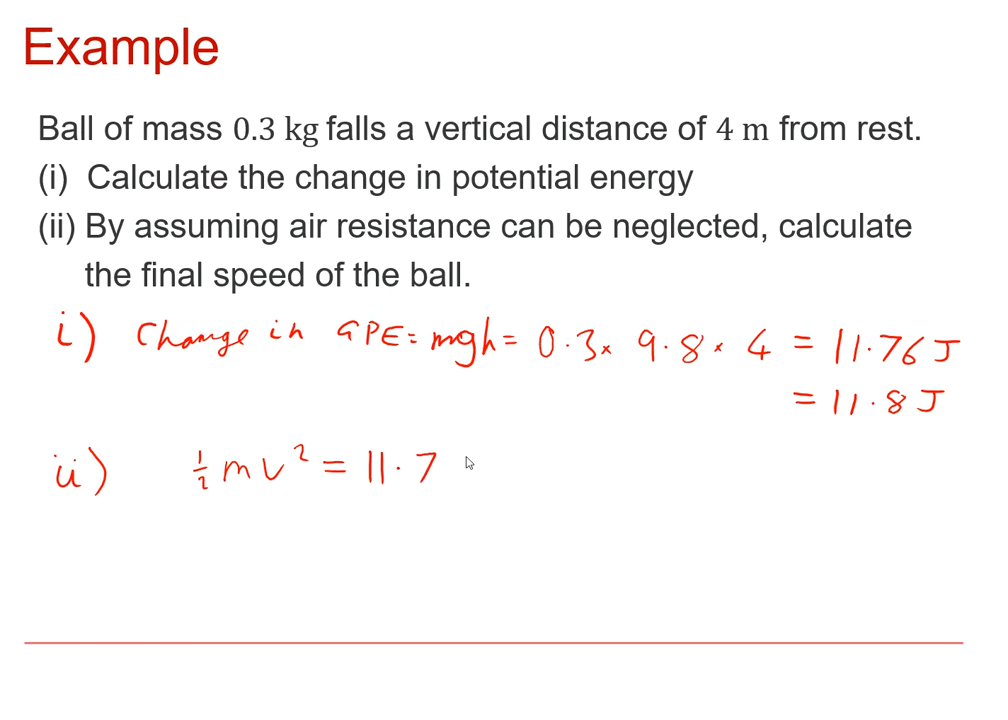 Example
Ball of mass 0.3 kg falls a vertical distance of 4 m from rest.
(i) Calculate the change in potential energy
(ii) By assuming air resistance can be neglected, calculate
the final speed of the ball.
i) Change in GPE = mgh = 0.3 × 9.8 × 4 = 11.76 J
= 11.8 J
ii) ½ m v² = 11.7